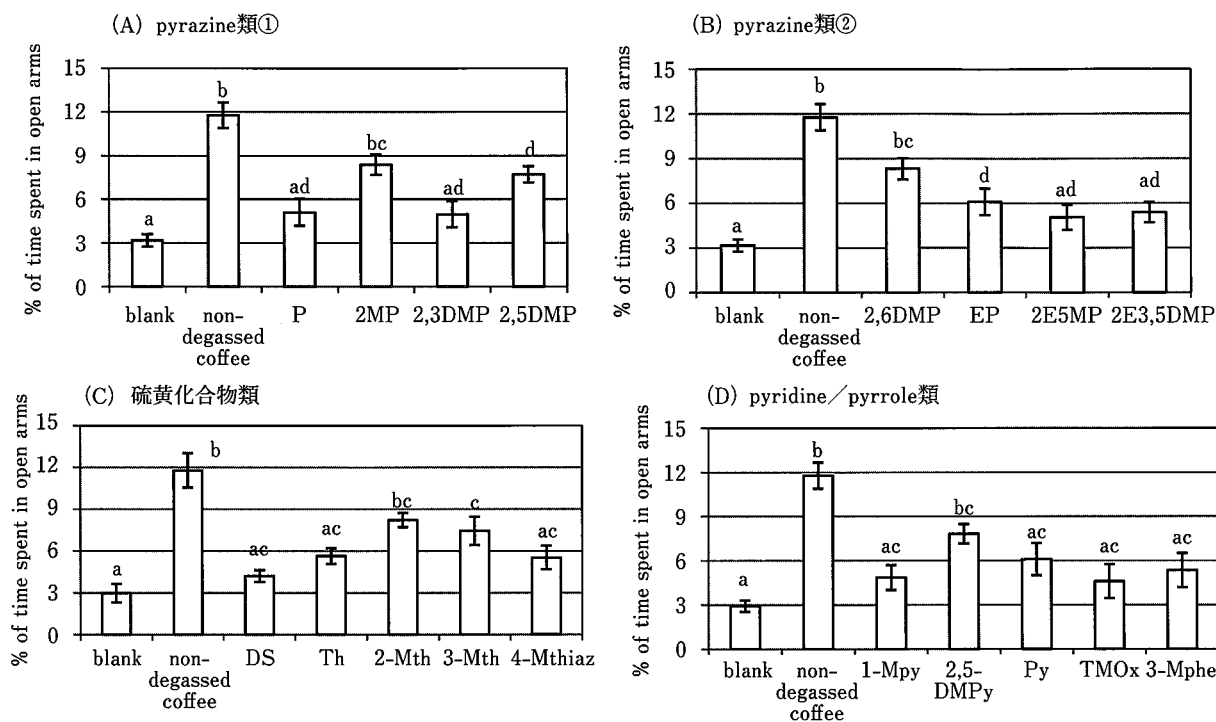 (A) pyrazine類①
% of time spent in open arms
15
12
9
6
3
0
a
b
ad
bc
ad
d
blank
non-
degassed
coffee
P
2MP
2,3DMP
2,5DMP
(B) pyrazine類②
% of time spent in open arms
15
12
9
6
3
0
a
b
bc
d
ad
ad
blank
non-
degassed
coffee
2,6DMP
EP
2E5MP
2E3,5DMP
(C) 硫黄化合物類
% of time spent in open arms
15
12
9
6
3
0
a
b
ac
ac
bc
c
ac
blank
non-
degassed
coffee
DS
Th
2-Mth
3-Mth
4-Mthiaz
(D) pyridine/pyrrole類
% of time spent in open arms
15
12
9
6
3
0
a
b
ac
bc
ac
ac
ac
blank
non-
degassed
coffee
1-Mpy
2,5-
DMPy
Py
TMOx
3-Mphe